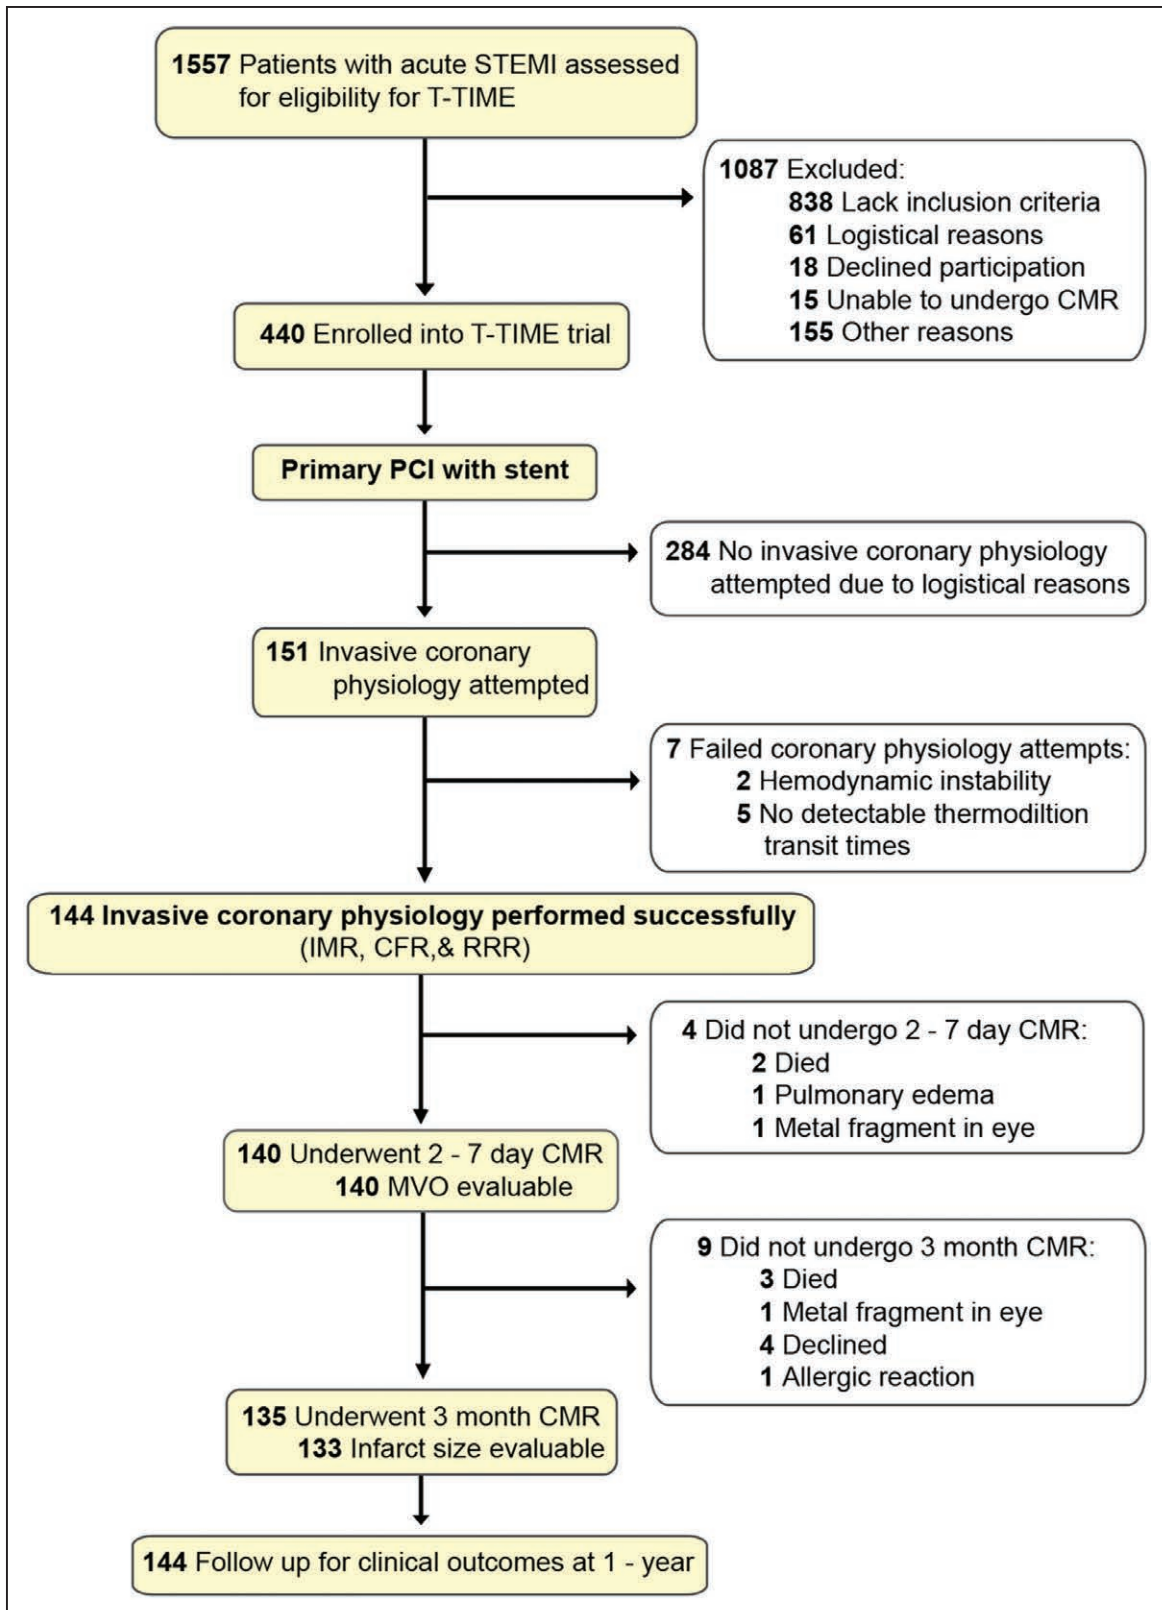 1557 Patients with acute STEMI assessed
for eligibility for T-TIME
1087 Excluded:
838 Lack inclusion criteria
61 Logistical reasons
18 Declined participation
15 Unable to undergo CMR
155 Other reasons
440 Enrolled into T-TIME trial
Primary PCI with stent
284 No invasive coronary physiology
attempted due to logistical reasons
151 Invasive coronary
physiology attempted
7 Failed coronary physiology attempts:
2 Hemodynamic instability
5 No detectable thermodiltion
transit times
144 Invasive coronary physiology performed successfully
(IMR, CFR,& RRR)
4 Did not undergo 2 - 7 day CMR:
2 Died
1 Pulmonary edema
1 Metal fragment in eye
140 Underwent 2 - 7 day CMR
140 MVO evaluable
9 Did not undergo 3 month CMR:
3 Died
1 Metal fragment in eye
4 Declined
1 Allergic reaction
135 Underwent 3 month CMR
133 Infarct size evaluable
144 Follow up for clinical outcomes at 1 - year